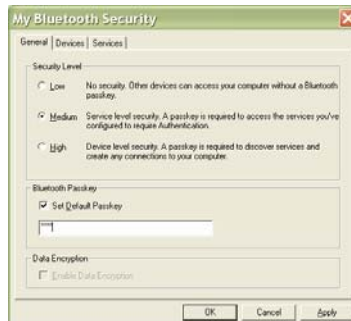 My Bluetooth Security
General Devices Services
Security Level
Low No security. Other devices can access your computer without a Bluetooth
passkey.
Medium Service level security. A passkey is required to access the services you've
configured to require Authentication.
High Device level security. A passkey is required to discover services and
create any connections to your computer.
Bluetooth Passkey
Set Default Passkey
****
Data Encryption
Enable Data Encryption
OK Cancel Apply